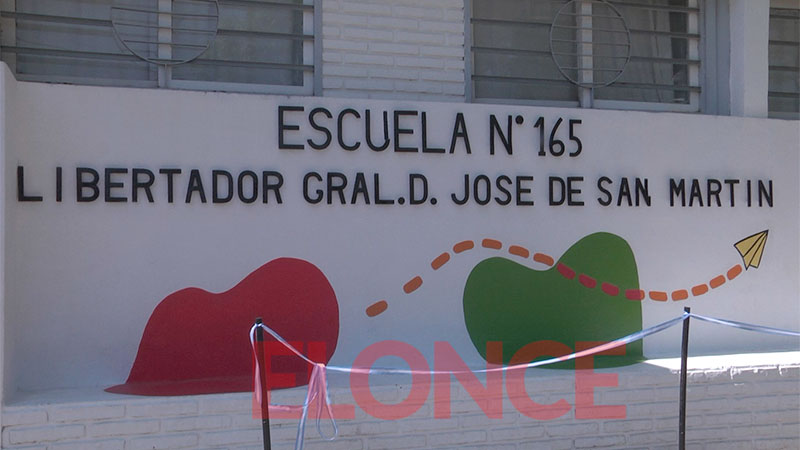 ESCUELA N° 165
LIBERTADOR GRAL.D. JOSE DE SAN MARTIN
ELONCE